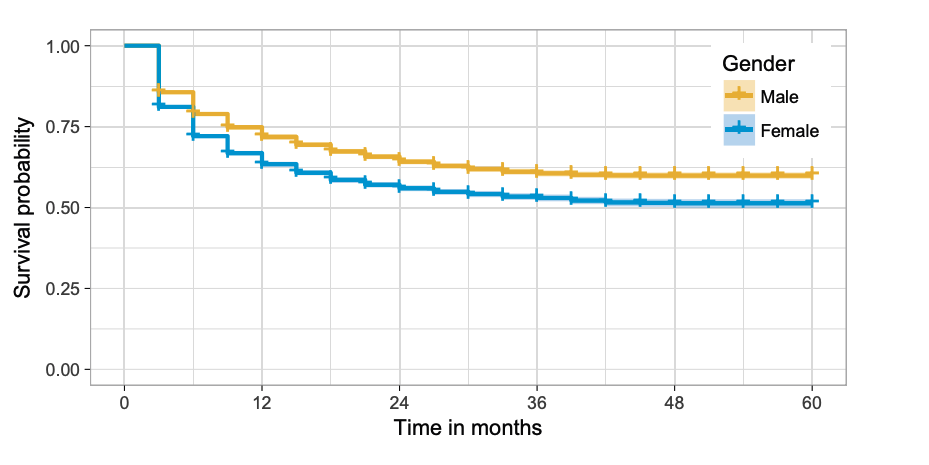 Gender
Male
Female
Survival probability
1.00
0.75
0.50
0.25
0.00
0 12 24 36 48 60
Time in months